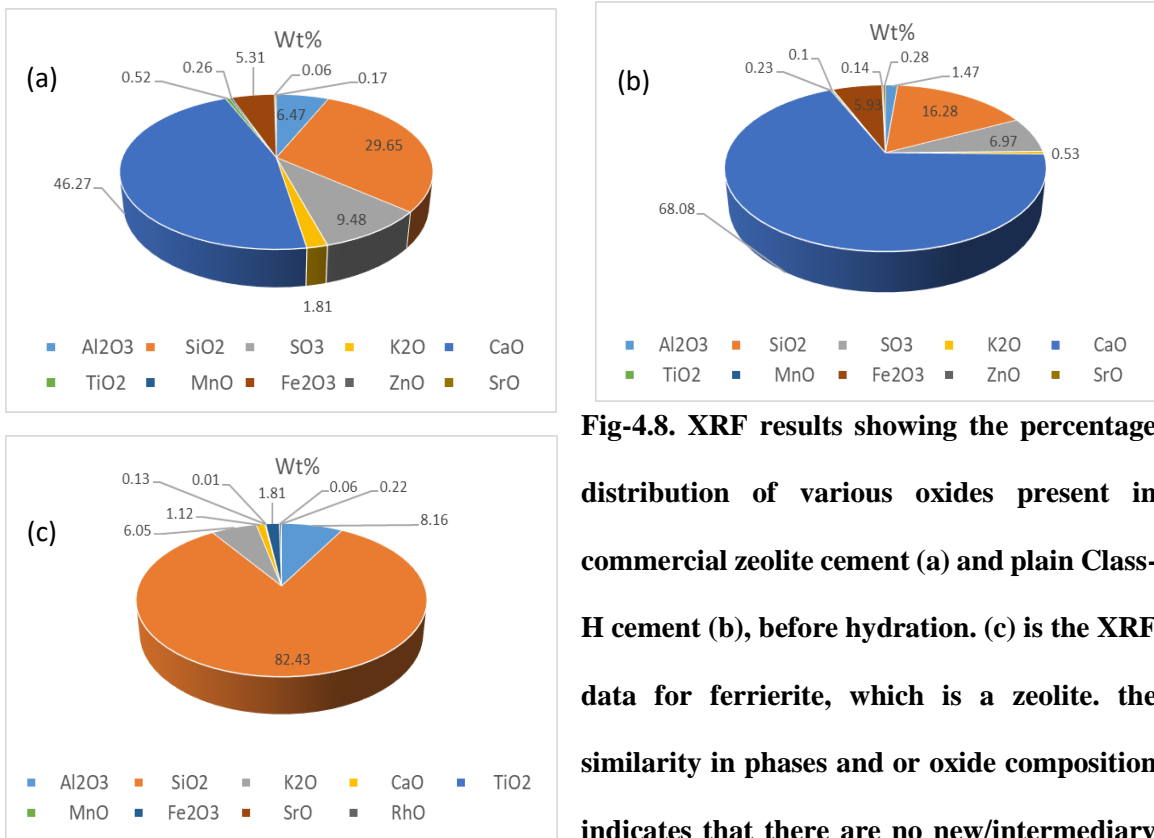 Wt%
(a)
0.52
0.26
5.31
0.06
0.17
6.47
29.65
9.48
1.81
46.27
Al2O3 SiO2 SO3 K2O CaO
TiO2 MnO Fe2O3 ZnO SrO
Wt%
(b)
0.23
0.1
0.14
0.28
1.47
5.93
16.28
6.97
0.53
68.08
Al2O3 SiO2 SO3 K2O CaO
TiO2 MnO Fe2O3 ZnO SrO
Wt%
(c)
6.05
1.12
0.13
0.01
1.81
0.06
0.22
8.16
82.43
Al2O3 SiO2 K2O CaO TiO2
MnO Fe2O3 SrO RhO
Fig-4.8. XRF results showing the percentage
distribution of various oxides present in
commercial zeolite cement (a) and plain Class-
H cement (b), before hydration. (c) is the XRF
data for ferrierite, which is a zeolite. the
similarity in phases and or oxide composition
indicates that there are no new/intermediary